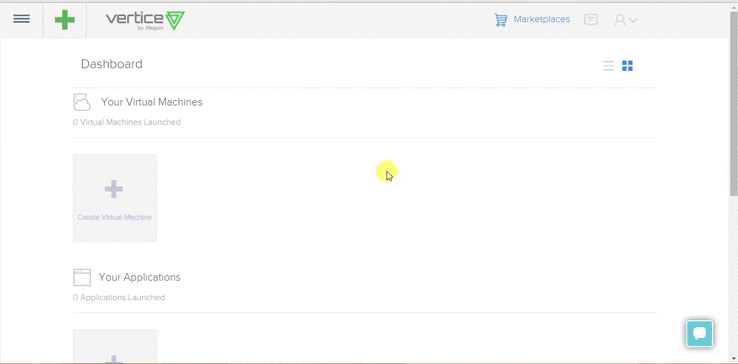 vertice
by Megam
Marketplaces
Dashboard
Your Virtual Machines
0 Virtual Machines Launched
Create Virtual Machine
Your Applications
0 Applications Launched